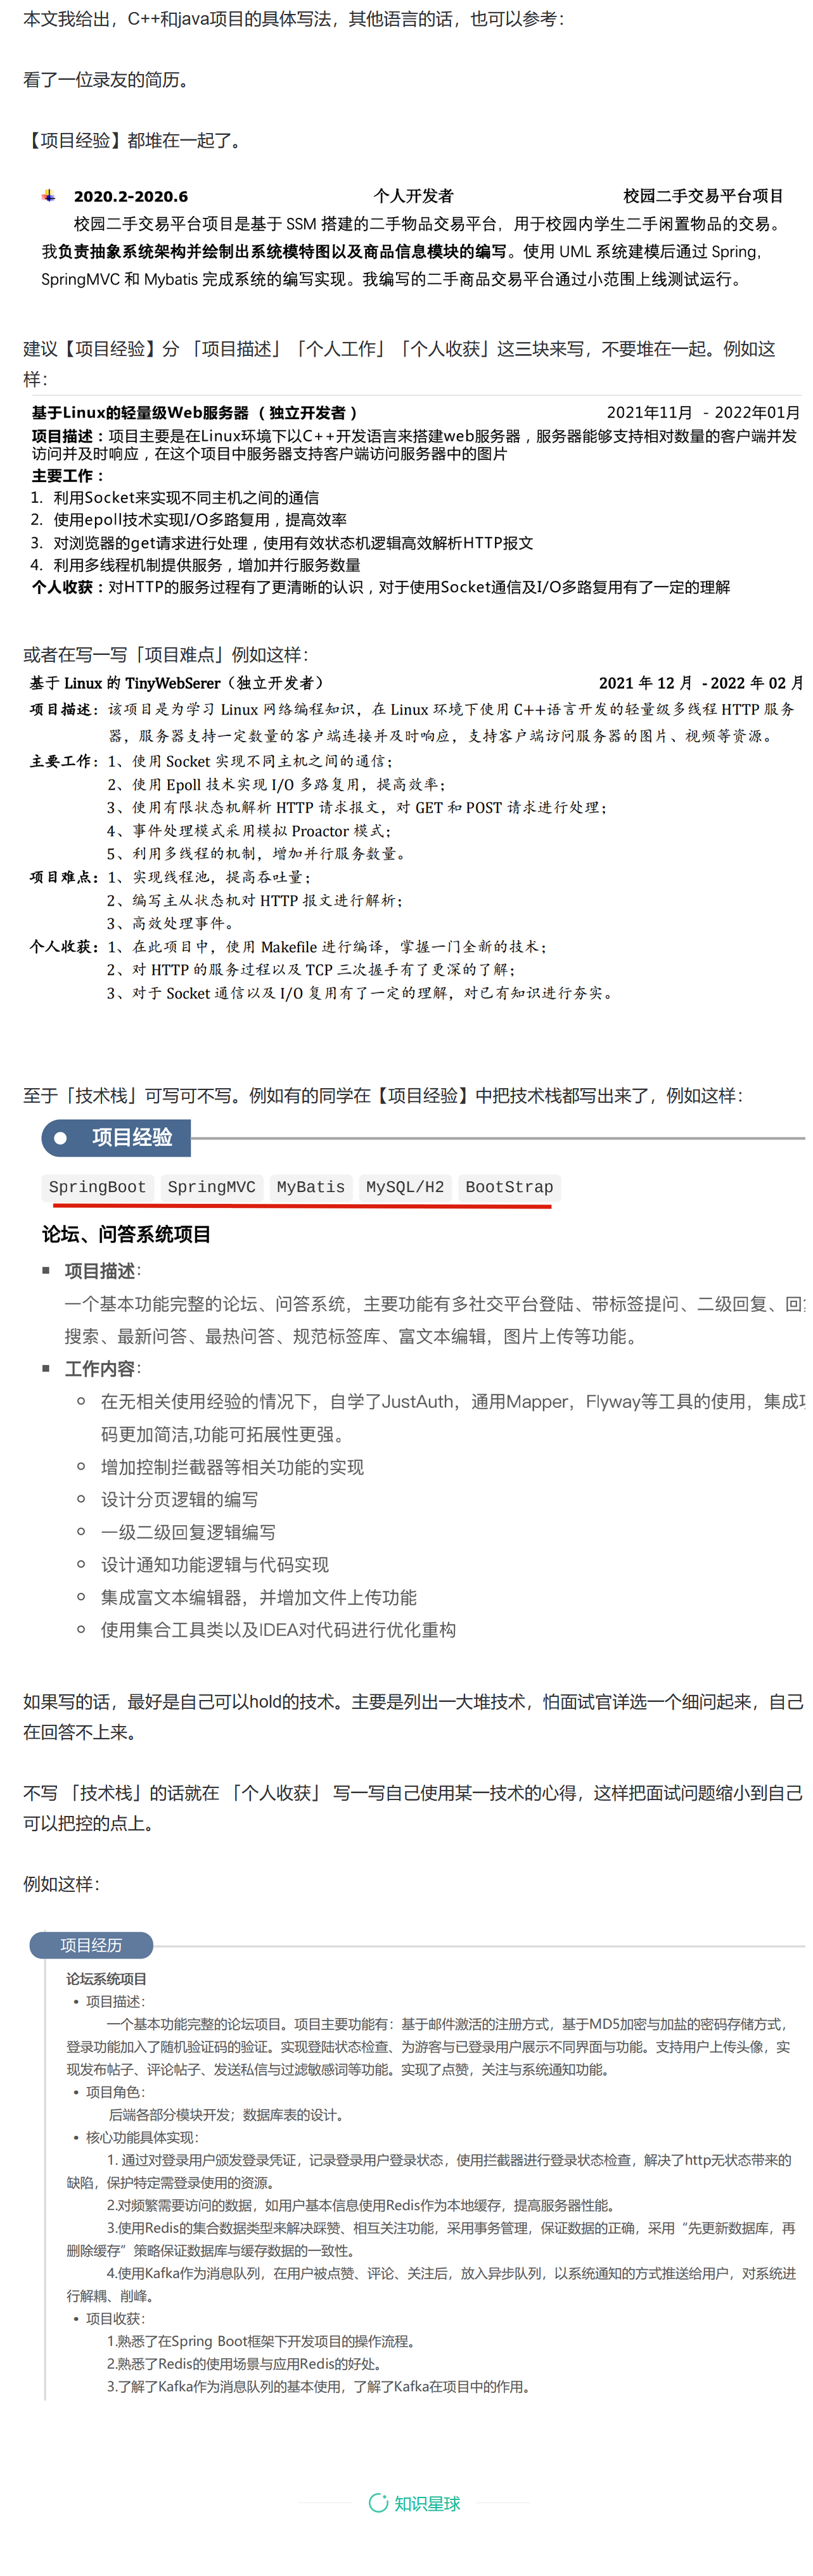 本文我给出，C++和java项目的具体写法，其他语言的话，也可以参考：
看了一位录友的简历。
【项目经验】都堆在一起了。
2020.2-2020.6 个人开发者 校园二手交易平台项目
校园二手交易平台项目是基于 SSM 搭建的二手物品交易平台，用于校园内学生二手闲置物品的交易。
我负责抽象系统架构并绘制出系统模特图以及商品信息模块的编写。使用 UML 系统建模后通过 Spring，
SpringMVC 和 Mybatis 完成系统的编写实现。我编写的二手商品交易平台通过小范围上线测试运行。
建议【项目经验】分 「项目描述」「个人工作」「个人收获」这三块来写，不要堆在一起。例如这
样：
基于Linux的轻量级Web服务器（独立开发者） 2021年11月 - 2022年01月
项目描述：项目主要是在Linux环境下以C++开发语言来搭建web服务器，服务器能够支持相对数量的客户端并发
访问并及时响应，在这个项目中服务器支持客户端访问服务器中的图片
主要工作：
1. 利用Socket来实现不同主机之间的通信
2. 使用epoll技术实现I/O多路复用，提高效率
3. 对浏览器的get请求进行处理，使用有效状态机逻辑高效解析HTTP报文
4. 利用多线程机制提供服务，增加并行服务数量
个人收获：对HTTP的服务过程有了更清晰的认识，对于使用Socket通信及I/O多路复用有了一定的理解
或者在写一写「项目难点」例如这样：
基于 Linux 的 TinyWebSerer（独立开发者） 2021 年 12 月 - 2022 年 02 月
项目描述：该项目是为学习 Linux 网络编程知识，在 Linux 环境下使用 C++语言开发的轻量级多线程 HTTP 服务
器，服务器支持一定数量的客户端连接并及时响应，支持客户端访问服务器的图片、视频等资源。
主要工作：1、使用 Socket 实现不同主机之间的通信；
2、使用 Epoll 技术实现 I/O 多路复用，提高效率；
3、使用有限状态机解析 HTTP 请求报文，对 GET 和 POST 请求进行处理；
4、事件处理模式采用模拟 Proactor 模式；
5、利用多线程的机制，增加并行服务数量。
项目难点：1、实现线程池，提高吞吐量；
2、编写主从状态机对 HTTP 报文进行解析；
3、高效处理事件。
个人收获：1、在此项目中，使用 Makefile 进行编译，掌握一门全新的技术；
2、对 HTTP 的服务过程以及 TCP 三次握手有了更深的了解；
3、对于 Socket 通信以及 I/O 复用有了一定的理解，对已有知识进行夯实。
至于「技术栈」可写可不写。例如有的同学在【项目经验】中把技术栈都写出来了，例如这样：
项目经验
SpringBoot SpringMVC MyBatis MySQL/H2 BootStrap
论坛、问答系统项目
项目描述：
一个基本功能完整的论坛、问答系统，主要功能有多社交平台登陆、带标签提问、二级回复、回
搜索、最新问答、最热问答、规范标签库、富文本编辑，图片上传等功能。
工作内容：
在无相关使用经验的情况下，自学了JustAuth，通用Mapper，Flyway等工具的使用，集成
码更加简洁,功能可拓展性更强。
增加控制拦截器等相关功能的实现
设计分页逻辑的编写
一级二级回复逻辑编写
设计通知功能逻辑与代码实现
集成富文本编辑器，并增加文件上传功能
使用集合工具类以及IDEA对代码进行优化重构
如果写的话，最好是自己可以hold的技术。主要是列出一大堆技术，怕面试官详选一个细问起来，自己
在回答不上来。
不写 「技术栈」的话就在 「个人收获」 写一写自己使用某一技术的心得，这样把面试问题缩小到自己
可以把控的点上。
例如这样：
项目经历
论坛系统项目
• 项目描述：
一个基本功能完整的论坛项目。项目主要功能有：基于邮件激活的注册方式，基于MD5加密与加盐的密码存储方式，
登录功能加入了随机验证码的验证。实现登陆状态检查、为游客与已登录用户展示不同界面与功能。支持用户上传头像，实
现发布帖子、评论帖子、发送私信与过滤敏感词等功能。实现了点赞，关注与系统通知功能。
• 项目角色：
后端各部分模块开发；数据库表的设计。
• 核心功能具体实现：
1. 通过对登录用户颁发登录凭证，记录登录用户登录状态，使用拦截器进行登录状态检查，解决了http无状态带来的
缺陷，保护特定需登录使用的资源。
2.对频繁需要访问的数据，如用户基本信息使用Redis作为本地缓存，提高服务器性能。
3.使用Redis的集合数据类型来解决踩赞、相互关注功能，采用事务管理，保证数据的正确，采用“先更新数据库，再
删除缓存”策略保证数据库与缓存数据的一致性。
4.使用Kafka作为消息队列，在用户被点赞、评论、关注后，放入异步队列，以系统通知的方式推送给用户，对系统进
行解耦、削峰。
• 项目收获：
1.熟悉了在Spring Boot框架下开发项目的操作流程。
2.熟悉了Redis的使用场景与应用Redis的好处。
3.了解了Kafka作为消息队列的基本使用，了解了Kafka在项目中的作用。
知识星球